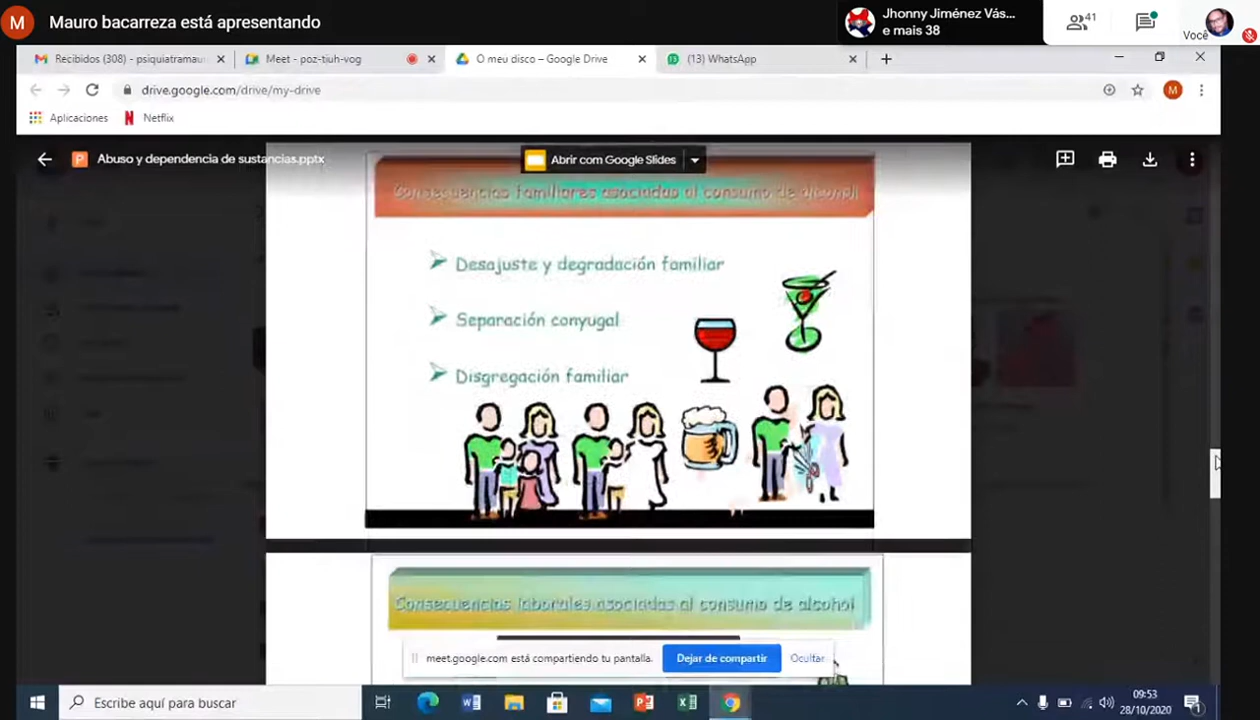 M Mauro bacarreza está apresentando
Jhonny Jiménez Vás...
e mais 38
41
Você
Recibidos (308) - psiquiatramau
Meet - poz-tiuh-vog
O meu disco – Google Drive
(13) WhatsApp
drive.google.com/drive/my-drive
M
Aplicaciones
Netflix
P Abuso y dependencia de sustancias.pptx
Abrir com Google Slides
Consecuencias familiares asociadas al consumo de alcohol
Desajuste y degradación familiar
Separación conyugal
Disgregación familiar
Consecuencias laborales asociadas al consumo de alcohol
meet.google.com está compartiendo tu pantalla.
Dejar de compartir
Ocultar
Escribe aquí para buscar
09:53
28/10/2020